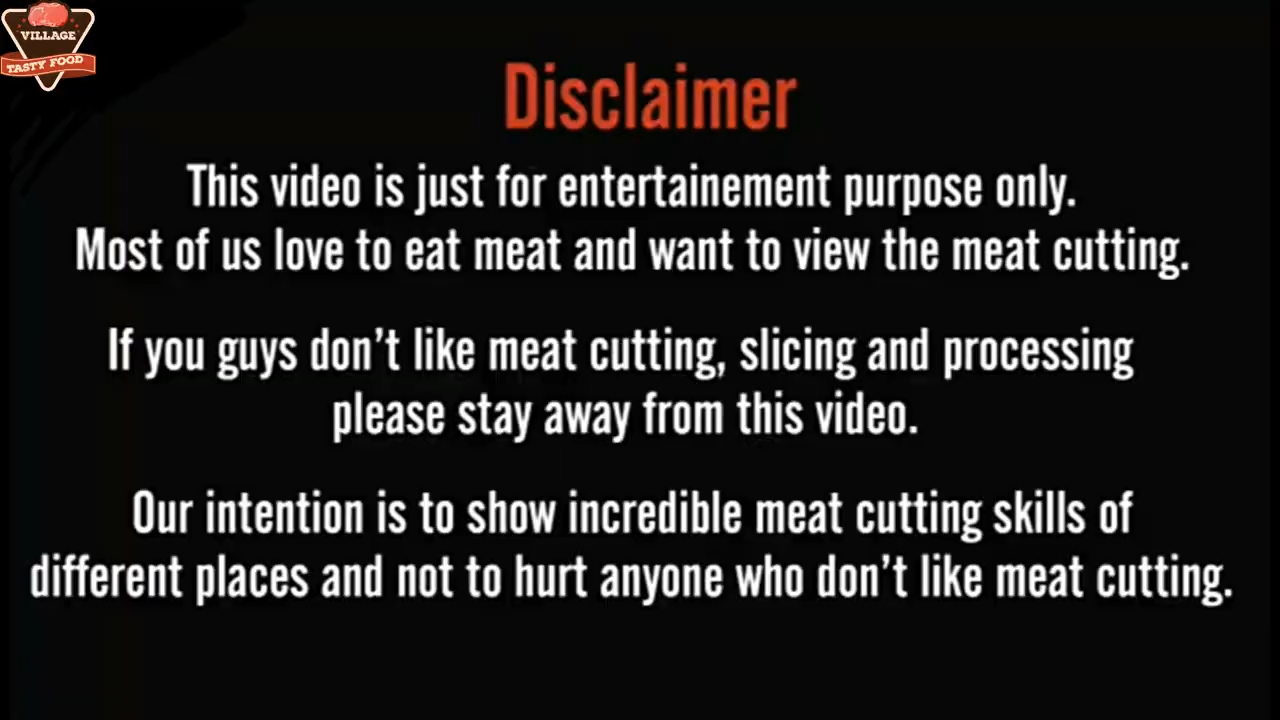 VILLAGE
TASTY FOOD
Disclaimer
This video is just for entertainement purpose only.
Most of us love to eat meat and want to view the meat cutting.
If you guys don’t like meat cutting, slicing and processing
please stay away from this video.
Our intention is to show incredible meat cutting skills of
different places and not to hurt anyone who don’t like meat cutting.